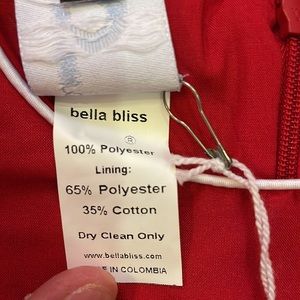 bella bliss
®
100% Polyester
Lining:
65% Polyester
35% Cotton
Dry Clean Only
www.bellabliss.com
IN COLOMBIA